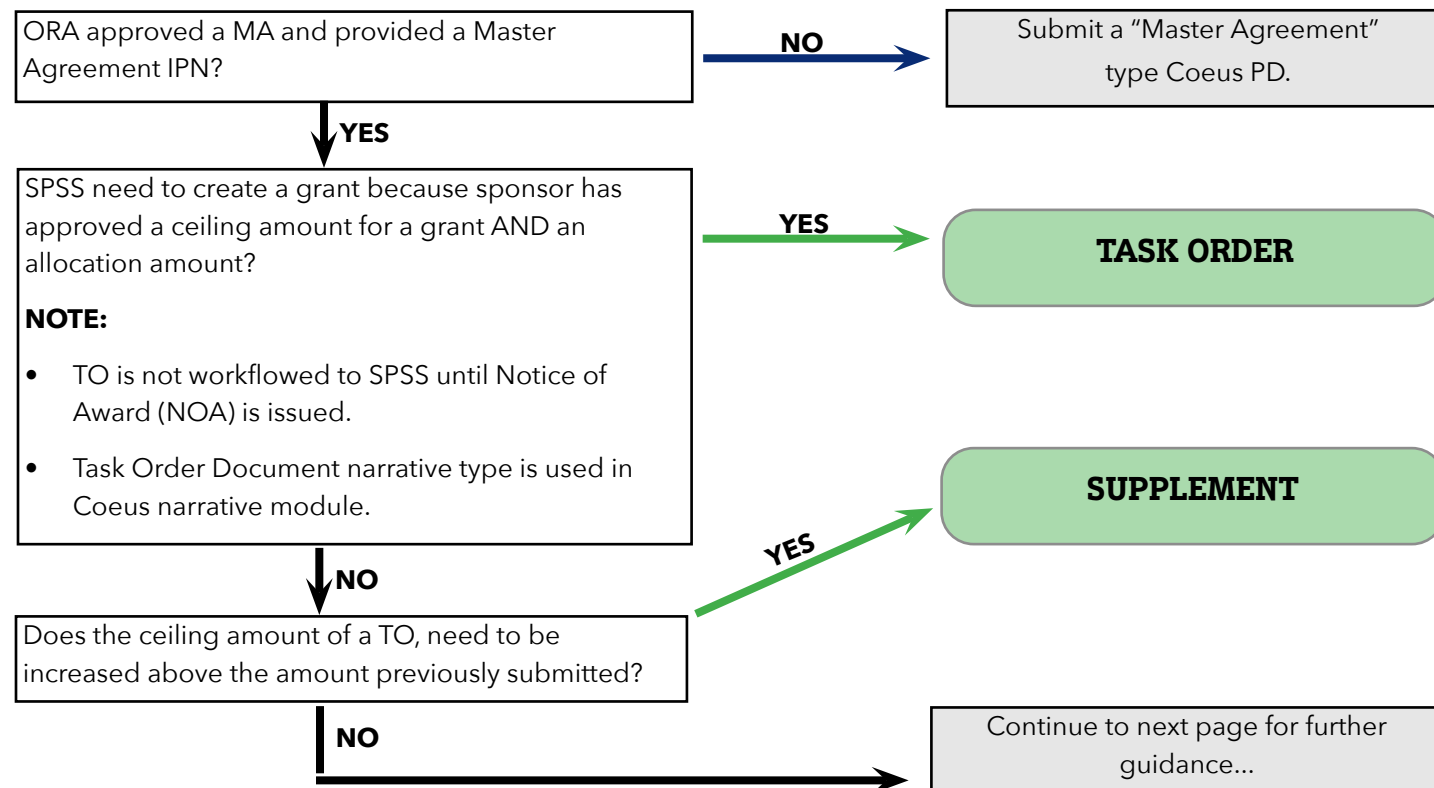 ORA approved a MA and provided a Master
Agreement IPN?
NO
Submit a “Master Agreement”
type Coeus PD.
YES
SPSS need to create a grant because sponsor has
approved a ceiling amount for a grant AND an
allocation amount?
NOTE:
• TO is not workflowed to SPSS until Notice of
Award (NOA) is issued.
• Task Order Document narrative type is used in
Coeus narrative module.
YES
TASK ORDER
NO
Does the ceiling amount of a TO, need to be
increased above the amount previously submitted?
YES
SUPPLEMENT
NO
Continue to next page for further
guidance...